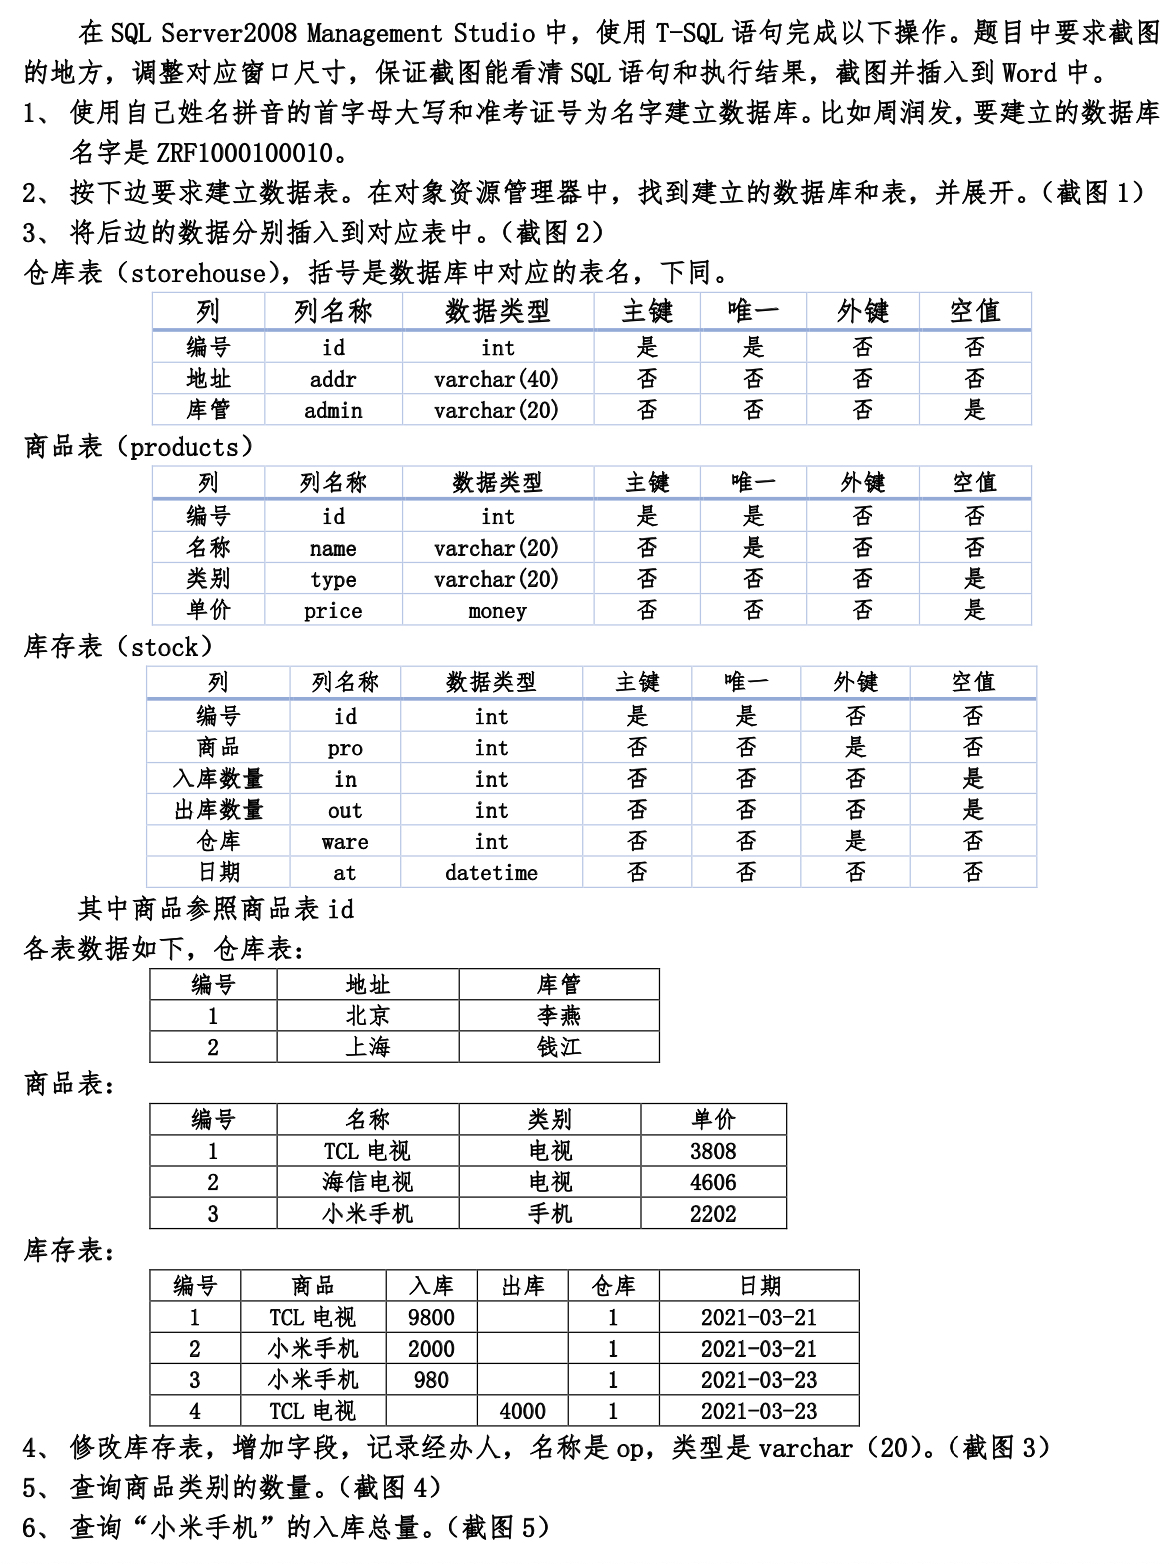 在 SQL Server2008 Management Studio 中，使用 T-SQL 语句完成以下操作。题目中要求截图
的地方，调整对应窗口尺寸，保证截图能看清 SQL 语句和执行结果，截图并插入到 Word 中。
1、 使用自己姓名拼音的首字母大写和准考证号为名字建立数据库。比如周润发，要建立的数据库
名字是 ZRF1000100010。
2、 按下边要求建立数据表。在对象资源管理器中，找到建立的数据库和表，并展开。（截图 1）
3、 将后边的数据分别插入到对应表中。（截图 2）
仓库表（storehouse），括号是数据库中对应的表名，下同。
列 列名称 数据类型 主键 唯一 外键 空值
编号 id int 是 是 否 否
地址 addr varchar(40) 否 否 否 否
库管 admin varchar(20) 否 否 否 是
商品表（products）
列 列名称 数据类型 主键 唯一 外键 空值
编号 id int 是 是 否 否
名称 name varchar(20) 否 是 否 否
类别 type varchar(20) 否 否 否 是
单价 price money 否 否 否 是
库存表（stock）
列 列名称 数据类型 主键 唯一 外键 空值
编号 id int 是 是 否 否
商品 pro int 否 否 是 否
入库数量 in int 否 否 否 是
出库数量 out int 否 否 否 是
仓库 ware int 否 否 是 否
日期 at datetime 否 否 否 否
其中商品参照商品表 id
各表数据如下，仓库表：
编号 地址 库管
1 北京 李燕
2 上海 钱江
商品表：
编号 名称 类别 单价
1 TCL 电视 电视 3808
2 海信电视 电视 4606
3 小米手机 手机 2202
库存表：
编号 商品 入库 出库 仓库 日期
1 TCL 电视 9800 1 2021-03-21
2 小米手机 2000 1 2021-03-21
3 小米手机 980 1 2021-03-23
4 TCL 电视 4000 1 2021-03-23
4、 修改库存表，增加字段，记录经办人，名称是 op，类型是 varchar（20）。（截图 3）
5、 查询商品类别的数量。（截图 4）
6、 查询“小米手机”的入库总量。（截图 5）